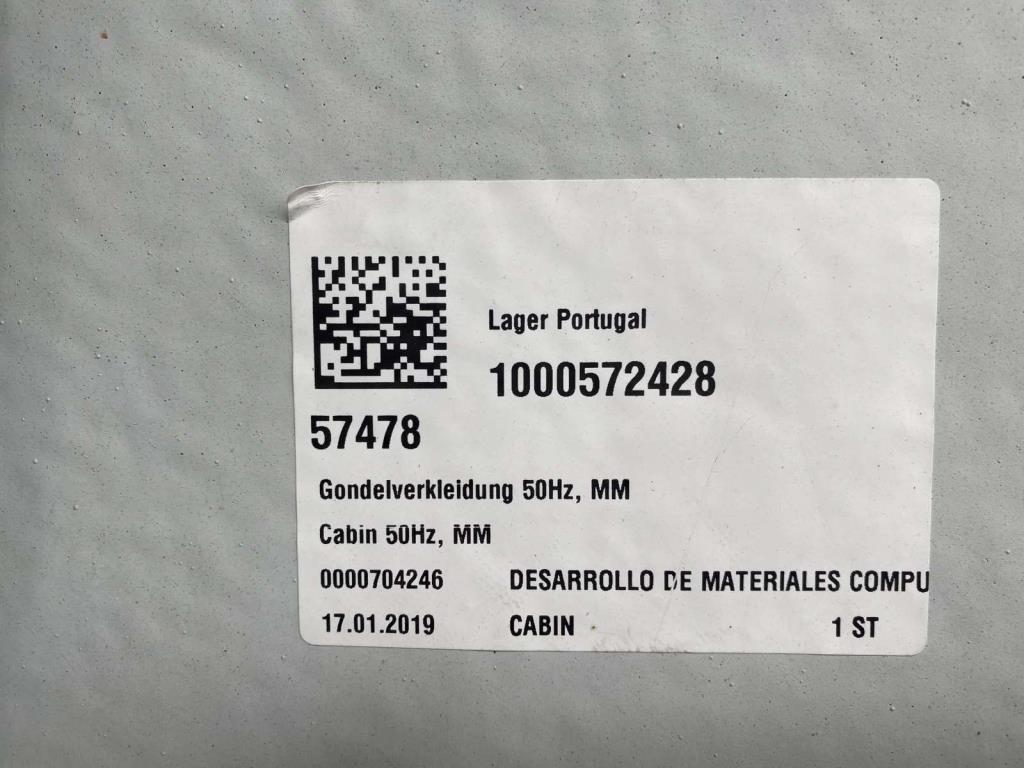 Lager Portugal
1000572428
57478
Gondelverkleidung 50Hz, MM
Cabin 50Hz, MM
0000704246 DESARROLLO DE MATERIALES COMPU
17.01.2019 CABIN 1 ST